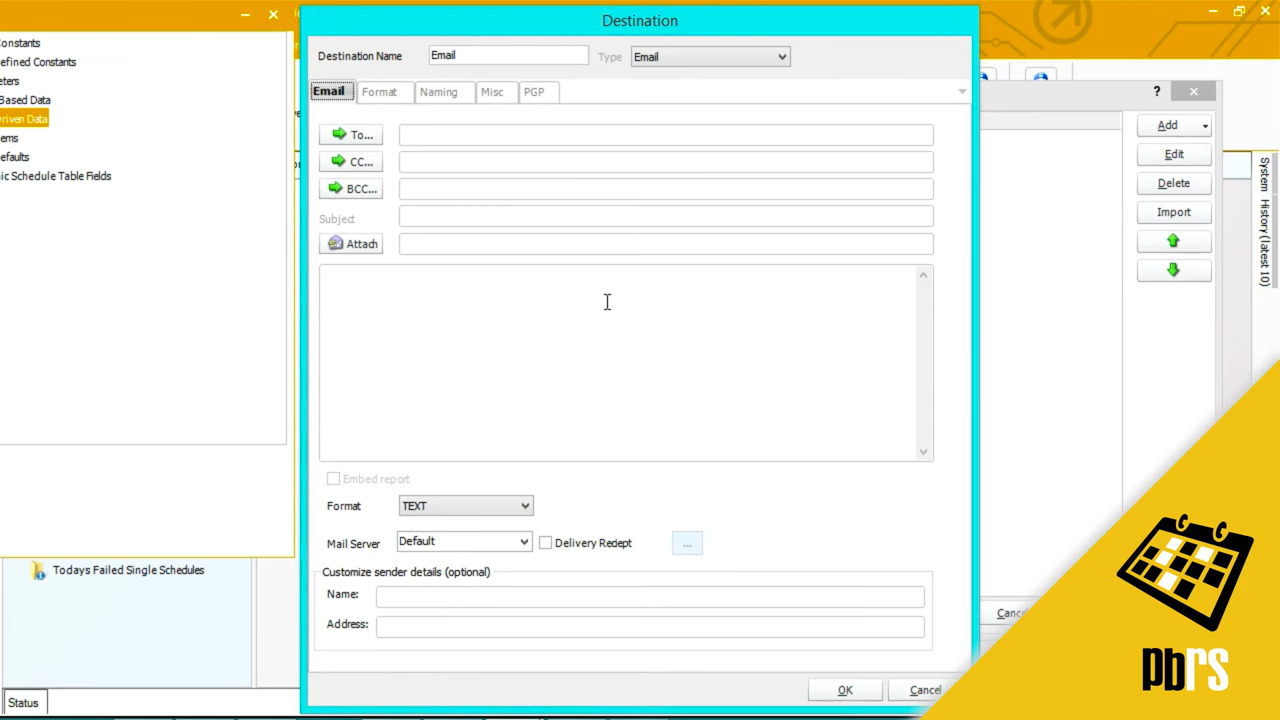 Destination
onstants
efined Constants
eters
Based Data
riven Data
ems
efaults
ic Schedule Table Fields
Destination Name Email Type Email
Email Format Naming Misc PGP
To...
CC...
BCC...
Subject
Attach
Embed report
Format TEXT
Mail Server Default Delivery Receipt ...
Customize sender details (optional)
Name:
Address:
OK Cancel
?
Add
Edit
Delete
Import
System History (latest 10)
Cance
Todays Failed Single Schedules
Status
pbrs